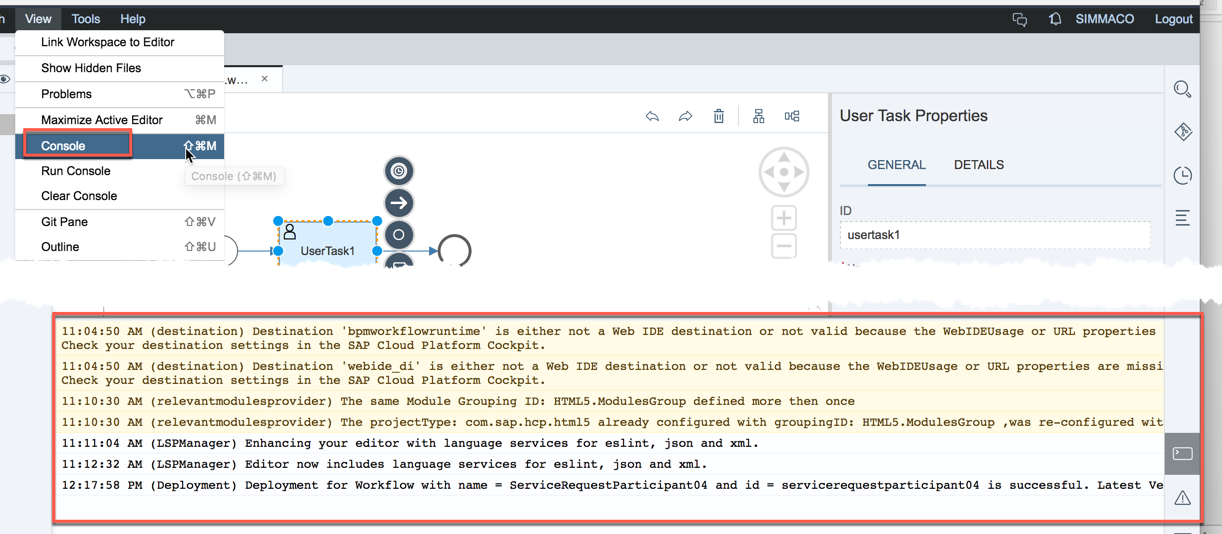 View Tools Help SIMMACO Logout
Link Workspace to Editor
Show Hidden Files
Problems ⌥⌘P
Maximize Active Editor ⌘M
Console ⇧⌘M
Console (⇧⌘M)
Run Console
Clear Console
Git Pane ⇧⌘V
Outline ⇧⌘U
.w... ×
UserTask1
User Task Properties
GENERAL DETAILS
ID
usertask1
11:04:50 AM (destination) Destination 'bpmworkflowruntime' is either not a Web IDE destination or not valid because the WebIDEUsage or URL properties
Check your destination settings in the SAP Cloud Platform Cockpit.
11:04:50 AM (destination) Destination 'webide_di' is either not a Web IDE destination or not valid because the WebIDEUsage or URL properties are missi
Check your destination settings in the SAP Cloud Platform Cockpit.
11:10:30 AM (relevantmodulesprovider) The same Module Grouping ID: HTML5.ModulesGroup defined more then once
11:10:30 AM (relevantmodulesprovider) The projectType: com.sap.hcp.html5 already configured with groupingID: HTML5.ModulesGroup ,was re-configured wit
11:11:04 AM (LSPManager) Enhancing your editor with language services for eslint, json and xml.
11:12:32 AM (LSPManager) Editor now includes language services for eslint, json and xml.
12:17:58 PM (Deployment) Deployment for Workflow with name = ServiceRequestParticipant04 and id = servicerequestparticipant04 is successful. Latest Ve